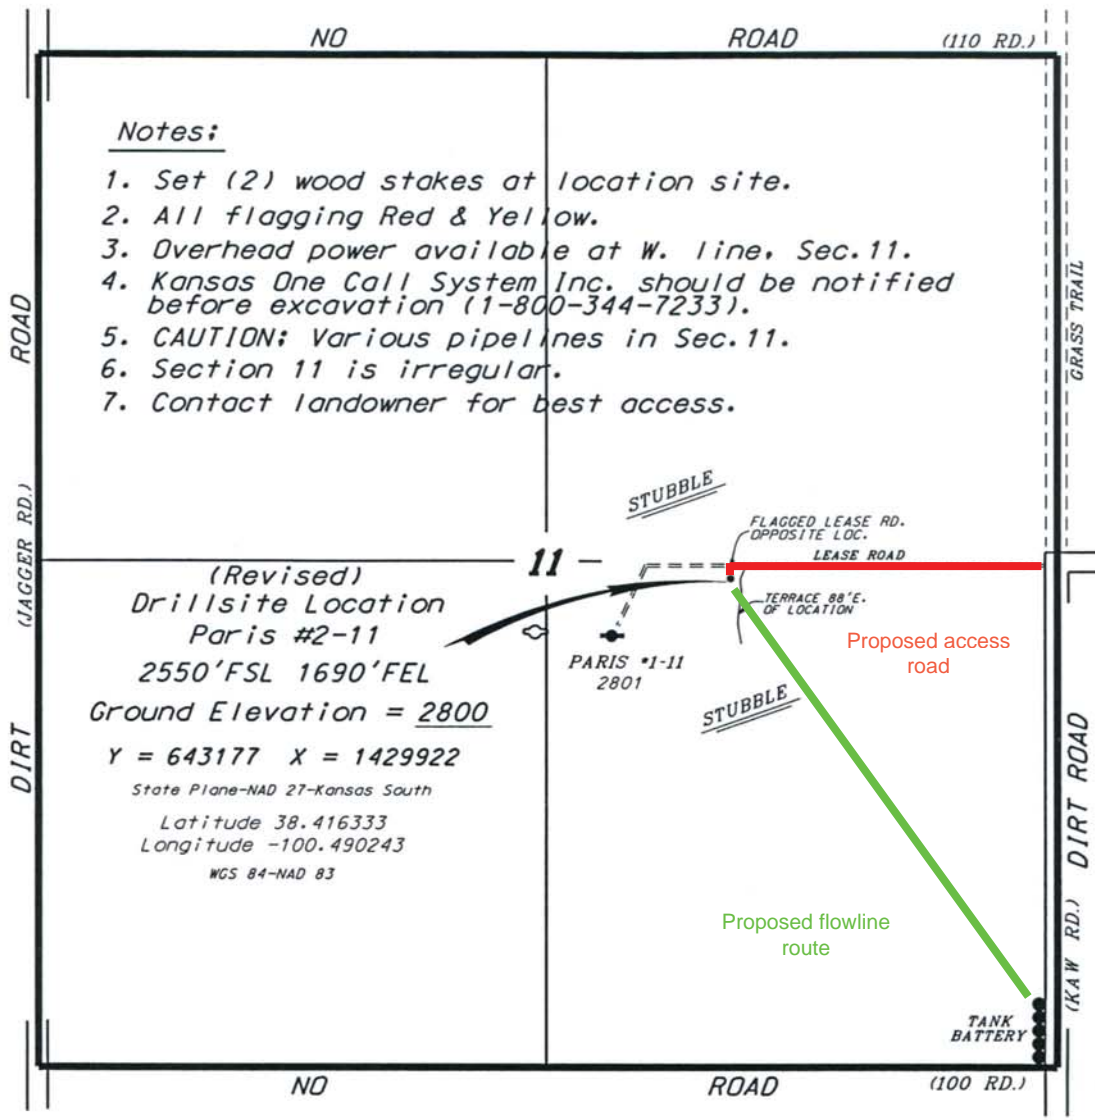 NO ROAD (110 RD.)
Notes:
1. Set (2) wood stakes at location site.
2. All flagging Red & Yellow.
3. Overhead power available at W. line, Sec.11.
4. Kansas One Call System Inc. should be notified
before excavation (1-800-344-7233).
5. CAUTION: Various pipelines in Sec.11.
6. Section 11 is irregular.
7. Contact landowner for best access.
ROAD
(JAGGER RD.)
DIRT
GRASS TRAIL
STUBBLE
FLAGGED LEASE RD.
OPPOSITE LOC.
LEASE ROAD
11
(Revised)
Drillsite Location
Paris #2-11
2550'FSL 1690'FEL
Ground Elevation = 2800
Y = 643177 X = 1429922
State Plane-NAD 27-Kansas South
Latitude 38.416333
Longitude -100.490243
WGS 84-NAD 83
TERRACE 88'E.
OF LOCATION
PARIS #1-11
2801
Proposed access
road
STUBBLE
Proposed flowline
route
DIRT ROAD
(KAW RD.)
TANK
BATTERY
NO ROAD (100 RD.)